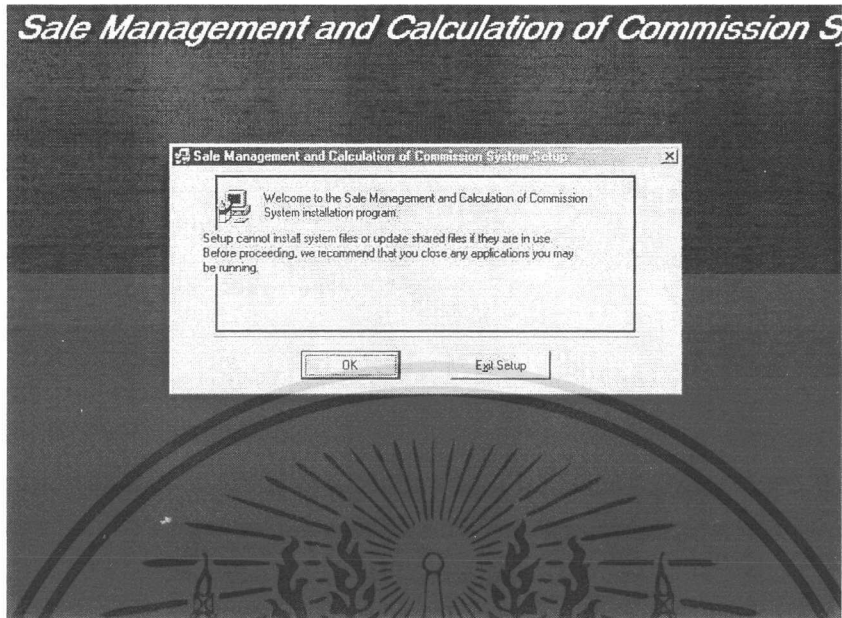 Sale Management and Calculation of Commission Sy
Sale Management and Calculation of Commission System Setup
Welcome to the Sale Management and Calculation of Commission
System installation program.
Setup cannot install system files or update shared files if they are in use.
Before proceeding, we recommend that you close any applications you may
be running.
OK
Exit Setup